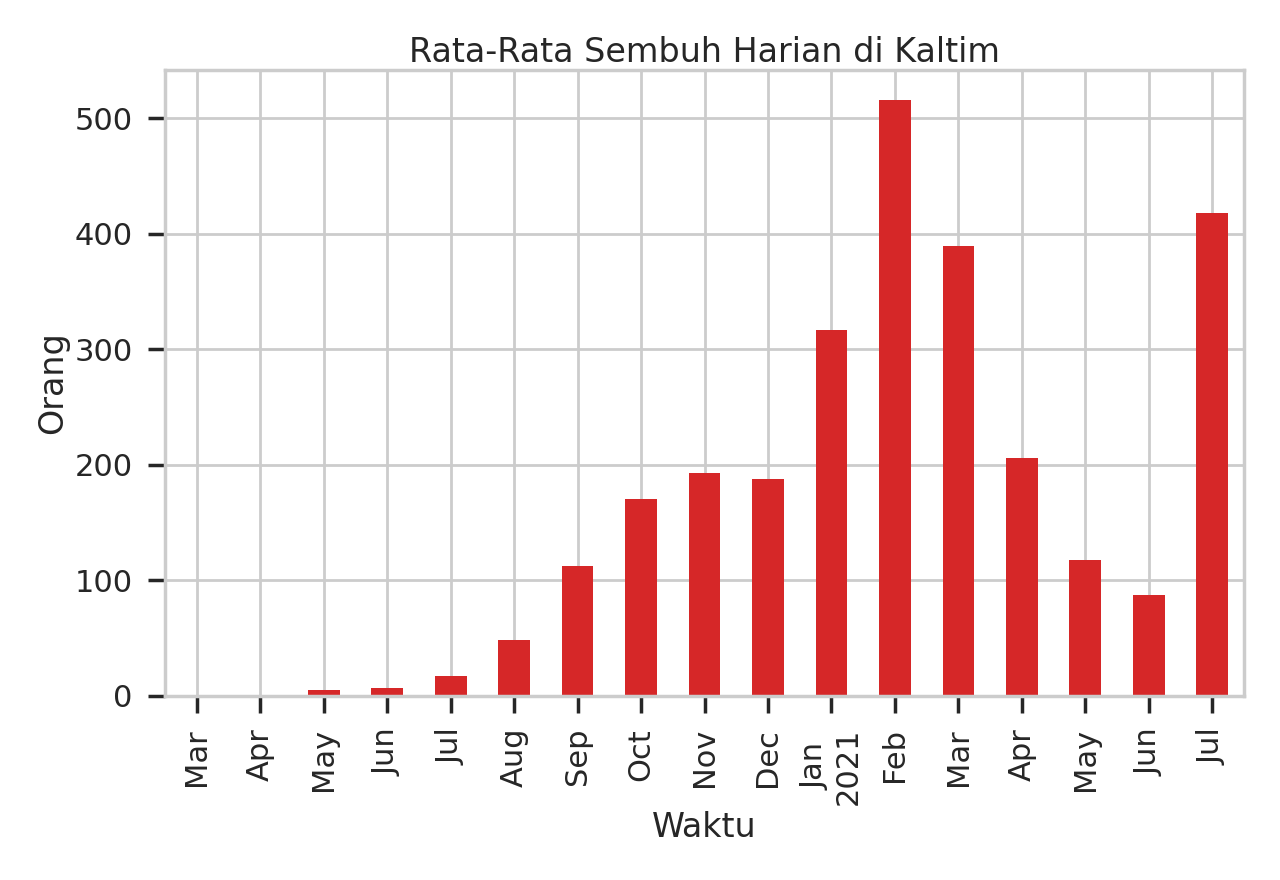 Rata-Rata Sembuh Harian di Kaltim
Orang
500
400
300
200
100
0
Mar
Apr
May
Jun
Jul
Aug
Sep
Oct
Nov
Dec
Jan
2021
Feb
Mar
Apr
May
Jun
Jul
Waktu